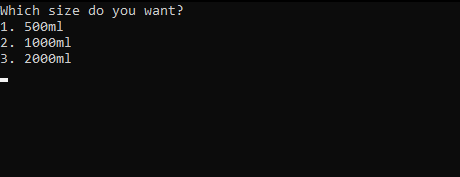 Which size do you want?
1. 500ml
2. 1000ml
3. 2000ml